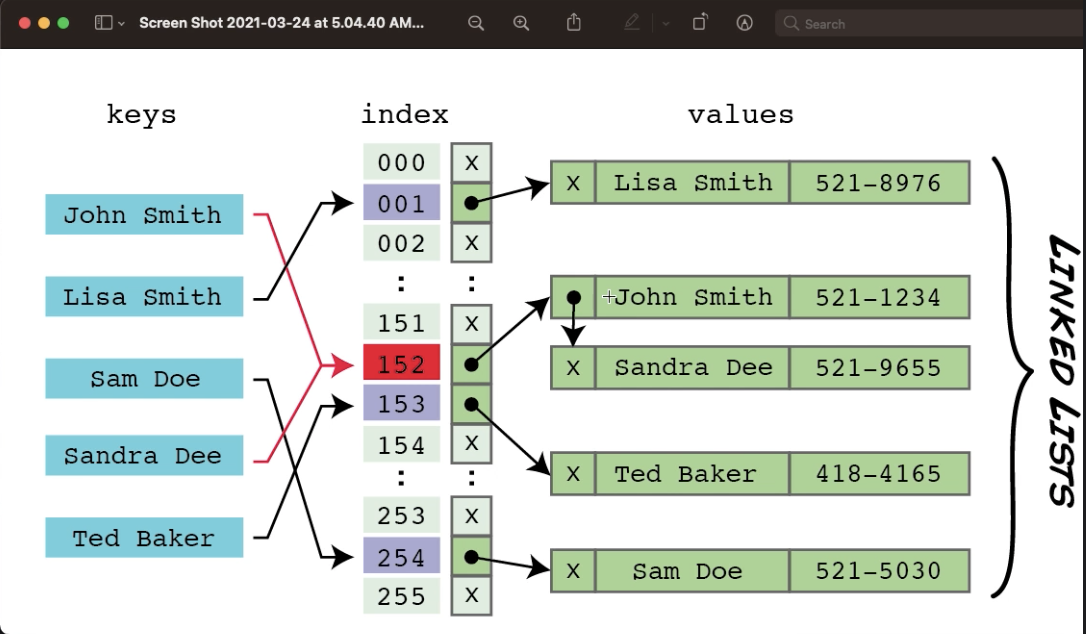 Screen Shot 2021-03-24 at 5.04.40 AM...
Search
keys
index
values
John Smith
Lisa Smith
Sam Doe
Sandra Dee
Ted Baker
000 X
001
002 X
: :
151 X
152
153
154 X
: :
253 X
254
255 X
X Lisa Smith 521-8976
John Smith 521-1234
X Sandra Dee 521-9655
X Ted Baker 418-4165
X Sam Doe 521-5030
LINKED LISTS